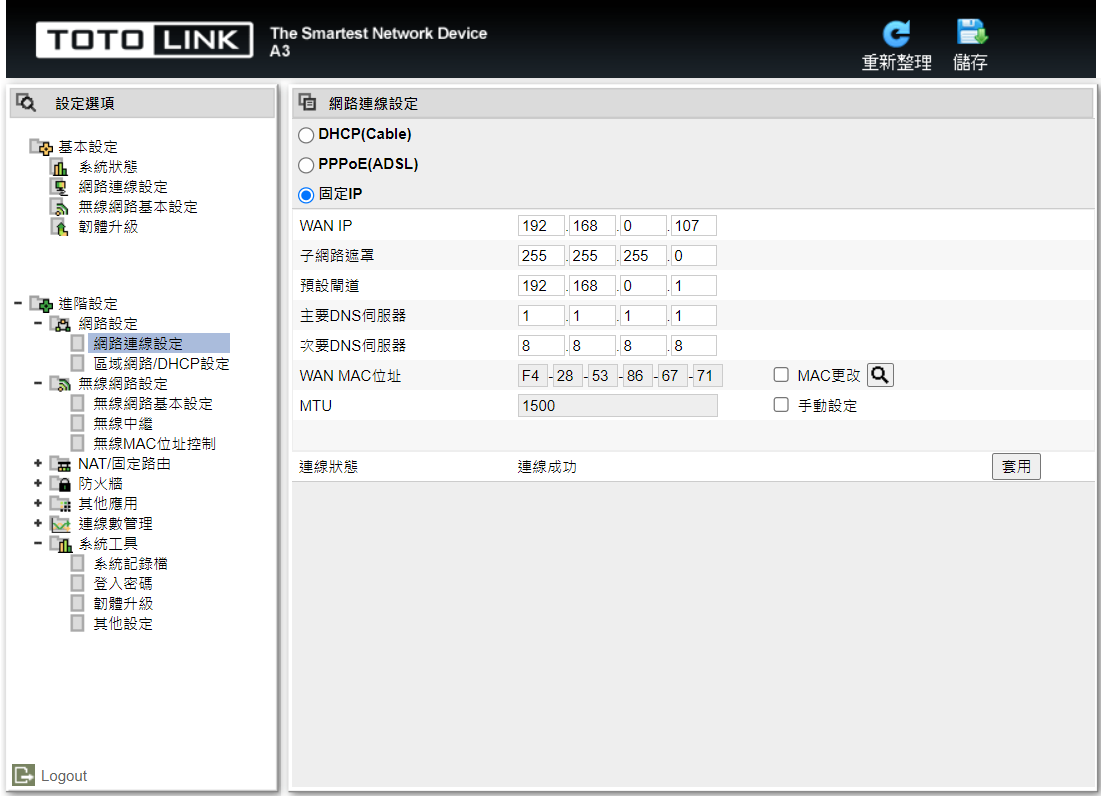 TOTO LINK
The Smartest Network Device
A3
重新整理
儲存
設定選項
基本設定
系統狀態
網路連線設定
無線網路基本設定
韌體升級
進階設定
網路設定
網路連線設定
區域網路/DHCP設定
無線網路設定
無線網路基本設定
無線中繼
無線MAC位址控制
NAT/固定路由
防火牆
其他應用
連線數管理
系統工具
系統記錄檔
登入密碼
韌體升級
其他設定
Logout
網路連線設定
DHCP(Cable)
PPPoE(ADSL)
固定IP
WAN IP 192 . 168 . 0 . 107
子網路遮罩 255 . 255 . 255 . 0
預設閘道 192 . 168 . 0 . 1
主要DNS伺服器 1 . 1 . 1 . 1
次要DNS伺服器 8 . 8 . 8 . 8
WAN MAC位址 F4 - 28 - 53 - 86 - 67 - 71 MAC更改
MTU 1500 手動設定
連線狀態 連線成功 套用